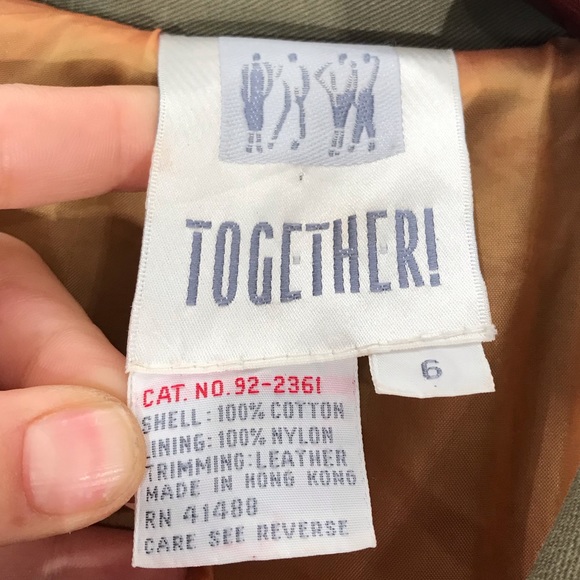 TOGETHER!
6
CAT. NO. 92-2361
SHELL: 100% COTTON
LINING: 100% NYLON
TRIMMING: LEATHER
MADE IN HONG KONG
RN 41488
CARE SEE REVERSE